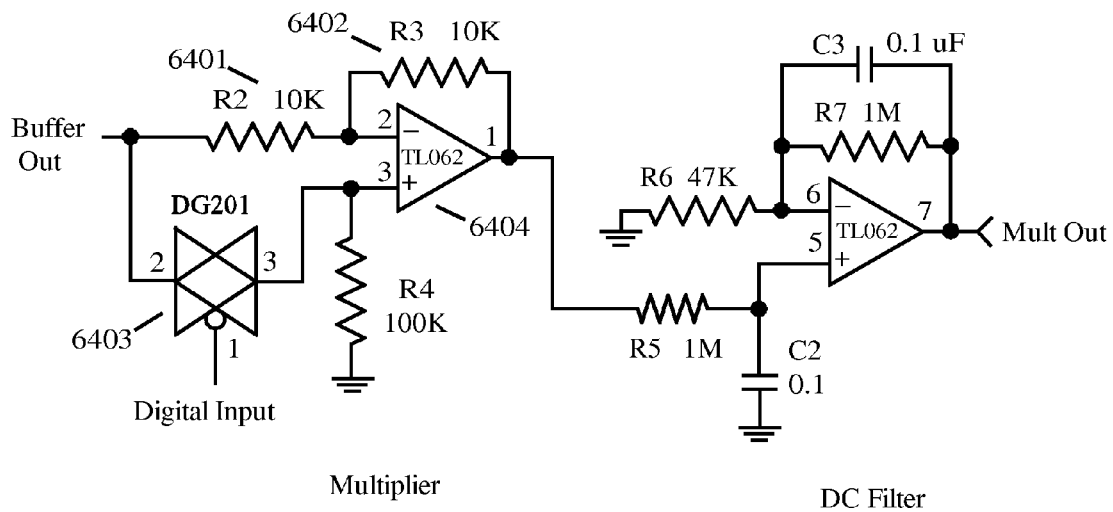 6402
R3 10K
C3 0.1 uF
6401
R2 10K
R7 1M
Buffer
Out
2
−
1
TL062
3
+
R6 47K
6
−
7
TL062
5
+
Mult Out
DG201
6404
2
3
6403
1
R4
100K
R5 1M
C2
0.1
Digital Input
Multiplier
DC Filter